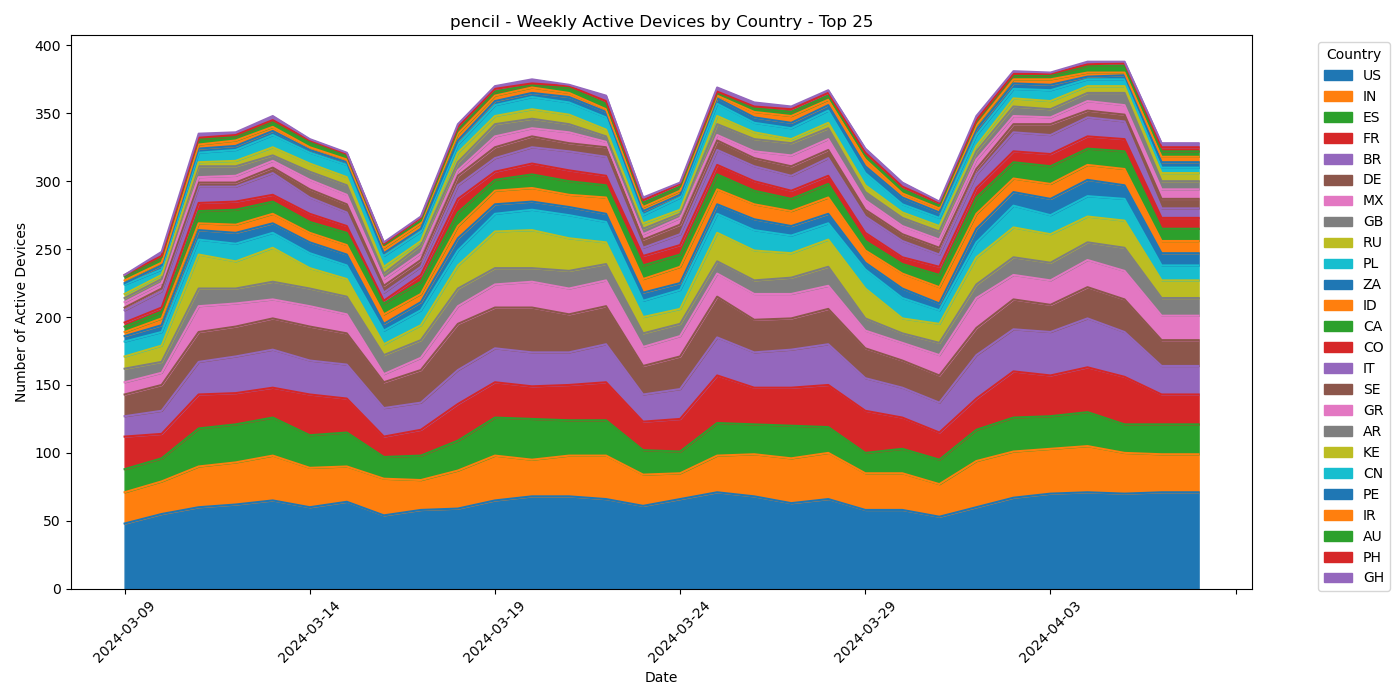 pencil - Weekly Active Devices by Country - Top 25
Number of Active Devices
400
350
300
250
200
150
100
50
0
2024-03-09
2024-03-14
2024-03-19
2024-03-24
2024-03-29
2024-04-03
Date
Country
US
IN
ES
FR
BR
DE
MX
GB
RU
PL
ZA
ID
CA
CO
IT
SE
GR
AR
KE
CN
PE
IR
AU
PH
GH